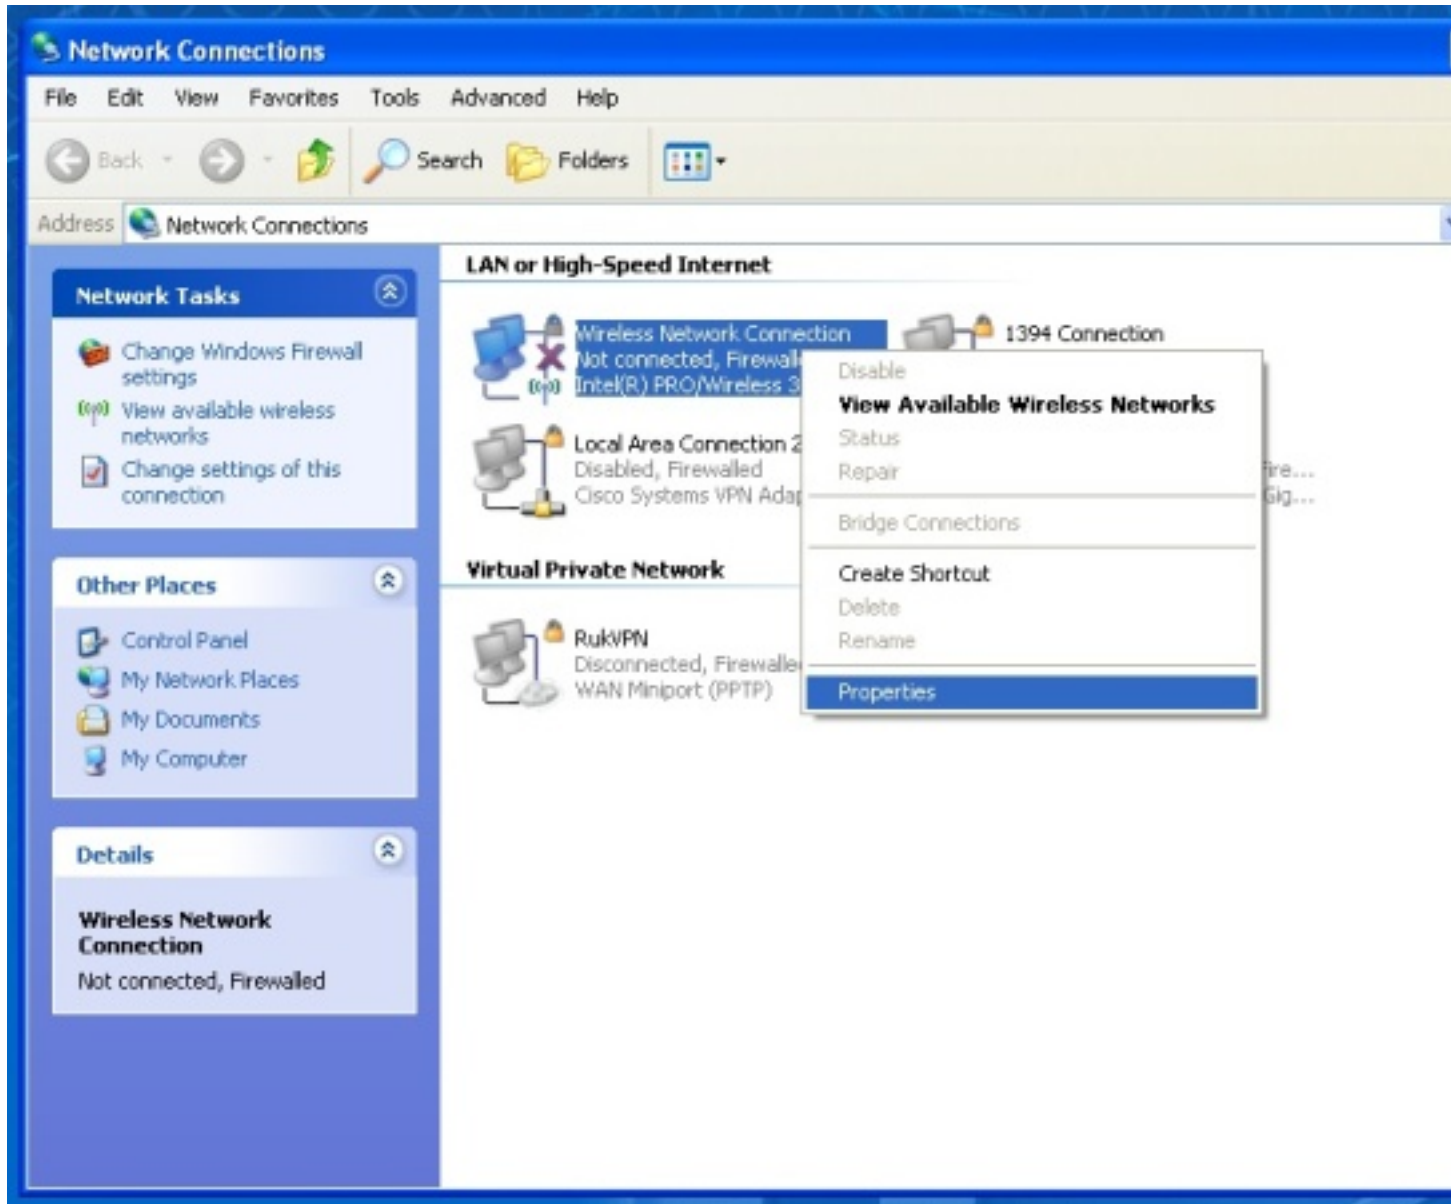 Network Connections
File Edit View Favorites Tools Advanced Help
Back Search Folders
Address Network Connections
Network Tasks
Change Windows Firewall
settings
View available wireless
networks
Change settings of this
connection
Other Places
Control Panel
My Network Places
My Documents
My Computer
Details
Wireless Network
Connection
Not connected, Firewalled
LAN or High-Speed Internet
Wireless Network Connection
Not connected, Firewalle
Intel(R) PRO/Wireless 3
1394 Connection
Local Area Connection 2
Disabled, Firewalled
Cisco Systems VPN Adap
Fire...
Gig...
Virtual Private Network
RukVPN
Disconnected, Firewalle
WAN Miniport (PPTP)
Disable
View Available Wireless Networks
Status
Repair
Bridge Connections
Create Shortcut
Delete
Rename
Properties